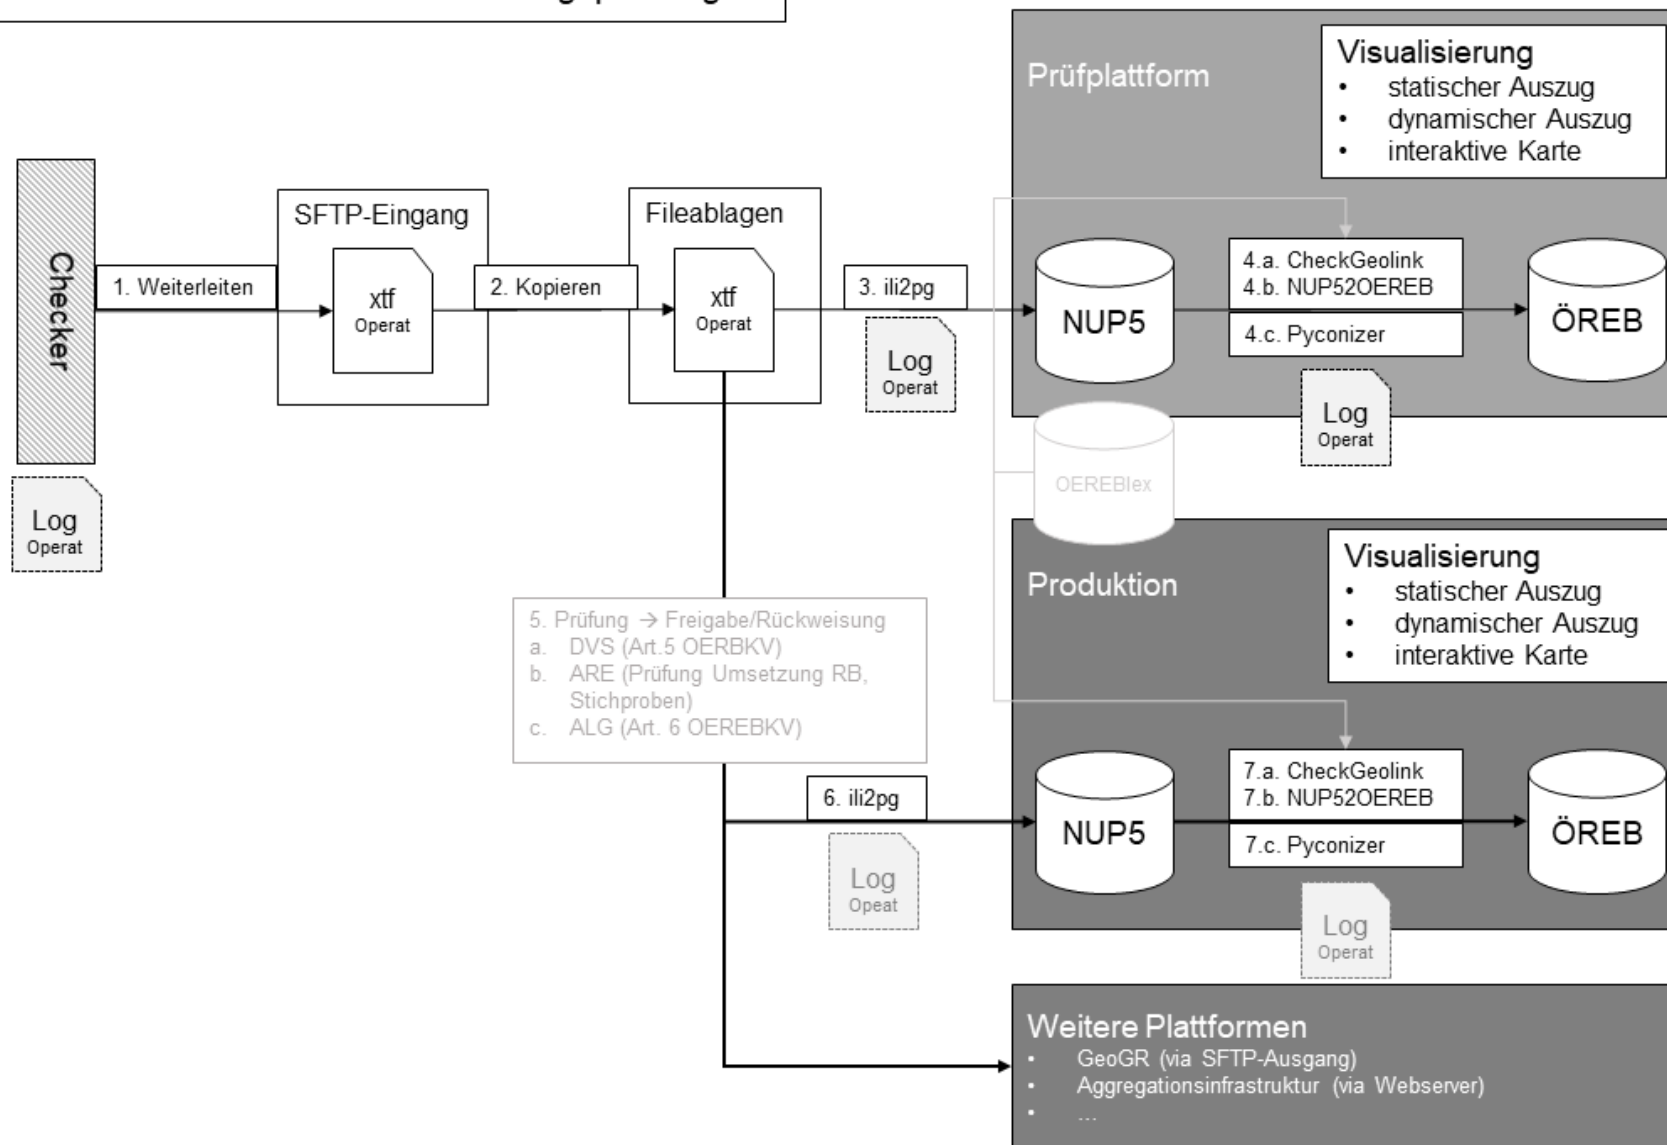 Prüfplattform
Visualisierung
• statischer Auszug
• dynamischer Auszug
• interaktive Karte
Checker
1. Weiterleiten
SFTP-Eingang
xtf
Operat
2. Kopieren
Fileablagen
xtf
Operat
3. ili2pg
Log
Operat
NUP5
4.a. CheckGeolink
4.b. NUP52OEREB
4.c. Pyconizer
ÖREB
Log
Operat
Log
Operat
OEREBlex
Produktion
Visualisierung
• statischer Auszug
• dynamischer Auszug
• interaktive Karte
5. Prüfung → Freigabe/Rückweisung
a. DVS (Art.5 OERBKV)
b. ARE (Prüfung Umsetzung RB,
Stichproben)
c. ALG (Art. 6 OEREBKV)
6. ili2pg
Log
Opeat
NUP5
7.a. CheckGeolink
7.b. NUP52OEREB
7.c. Pyconizer
ÖREB
Log
Operat
Weitere Plattformen
• GeoGR (via SFTP-Ausgang)
• Aggregationsinfrastruktur (via Webserver)
• ...